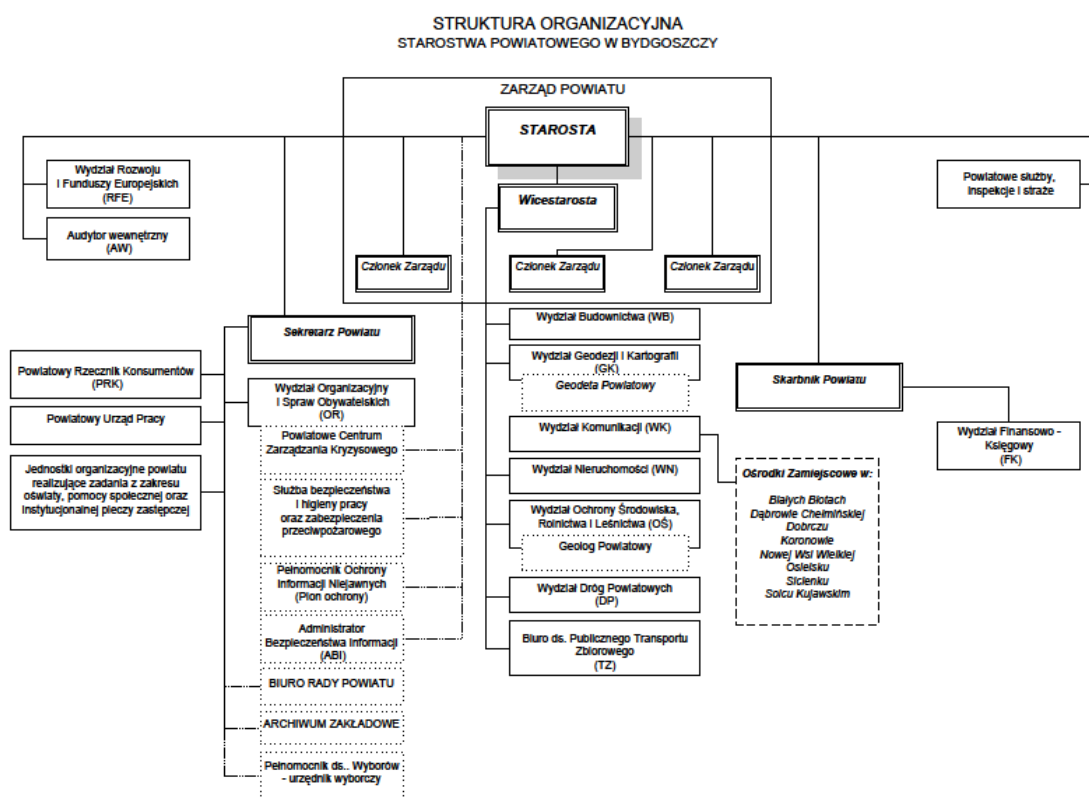 STRUKTURA ORGANIZACYJNA
STAROSTWA POWIATOWEGO W BYDGOSZCZY
ZARZĄD POWIATU
STAROSTA
Wicestarosta
Członek Zarządu
Członek Zarządu
Członek Zarządu
Wydział Rozwoju
i Funduszy Europejskich
(RFE)
Audytor wewnętrzny
(AW)
Powiatowe służby,
inspekcje i straże
Sekretarz Powiatu
Powiatowy Rzecznik Konsumentów
(PRK)
Powiatowy Urząd Pracy
Jednostki organizacyjne powiatu
realizujące zadania z zakresu
oświaty, pomocy społecznej oraz
instytucjonalnej pieczy zastępczej
Wydział Organizacyjny
i Spraw Obywatelskich
(OR)
Powiatowe Centrum
Zarządzania Kryzysowego
Służba bezpieczeństwa
i higieny pracy
oraz zabezpieczenia
przeciwpożarowego
Pełnomocnik Ochrony
Informacji Niejawnych
(Pion ochrony)
Administrator
Bezpieczeństwa Informacji
(ABI)
BIURO RADY POWIATU
ARCHIWUM ZAKŁADOWE
Pełnomocnik ds.. Wyborów
- urzędnik wyborczy
Wydział Budownictwa (WB)
Wydział Geodezji i Kartografii
(GK)
Geodeta Powiatowy
Wydział Komunikacji (WK)
Wydział Nieruchomości (WN)
Wydział Ochrony Środowiska,
Rolnictwa i Leśnictwa (OŚ)
Geolog Powiatowy
Wydział Dróg Powiatowych
(DP)
Biuro ds. Publicznego Transportu
Zbiorowego
(TZ)
Skarbnik Powiatu
Wydział Finansowo -
Księgowy
(FK)
Ośrodki Zamiejscowe w:
Białych Błotach
Dąbrowie Chełmińskiej
Dobrczu
Koronowie
Nowej Wsi Wielkiej
Osielsku
Sicienku
Solcu Kujawskim